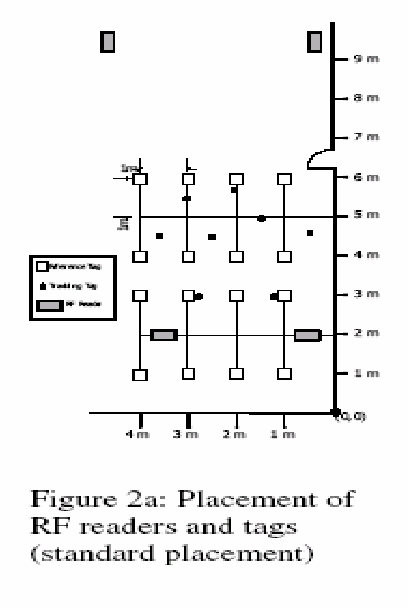 9 m
8 m
7 m
1m
6 m
5 m
1m
4 m
Reference Tag
Tracking Tag
RF Reader
3 m
2 m
1 m
(0,0)
4 m 3 m 2 m 1 m
Figure 2a: Placement of
RF readers and tags
(standard placement)